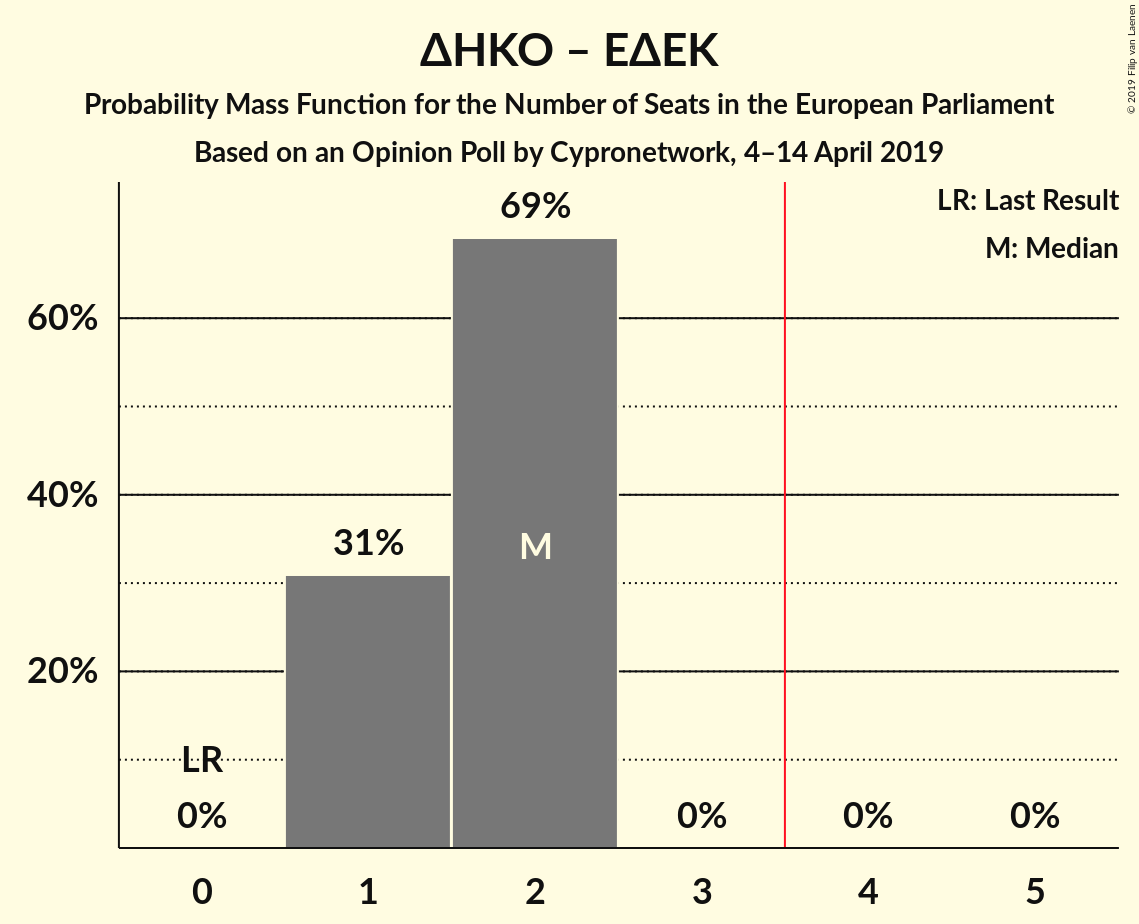 ΔΗΚΟ – ΕΔΕΚ
Probability Mass Function for the Number of Seats in the European Parliament
Based on an Opinion Poll by Cypronetwork, 4–14 April 2019
© 2019 Filip van Laenen
LR: Last Result
M: Median
69%
60%
31%
40%
M
20%
LR
0%
0%
0%
0%
0
1
2
3
4
5